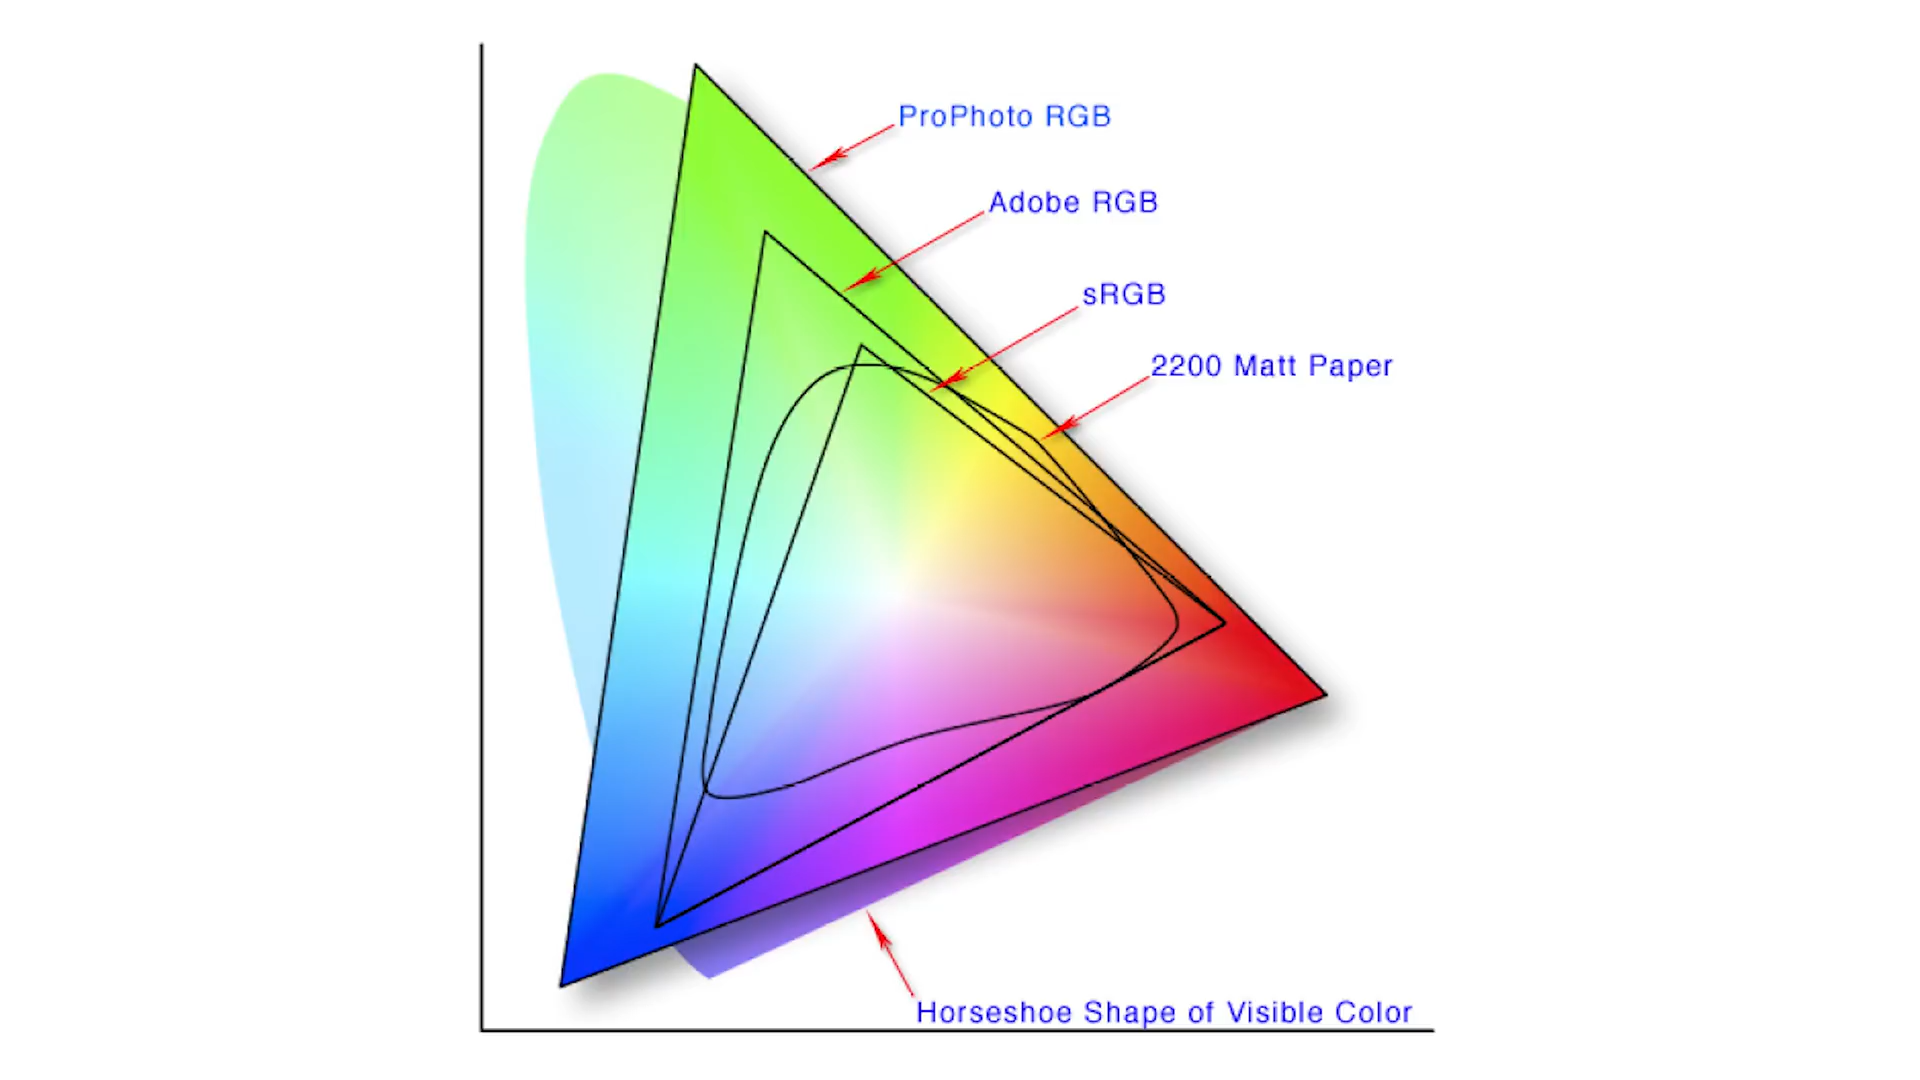 ProPhoto RGB
Adobe RGB
sRGB
2200 Matt Paper
Horseshoe Shape of Visible Color